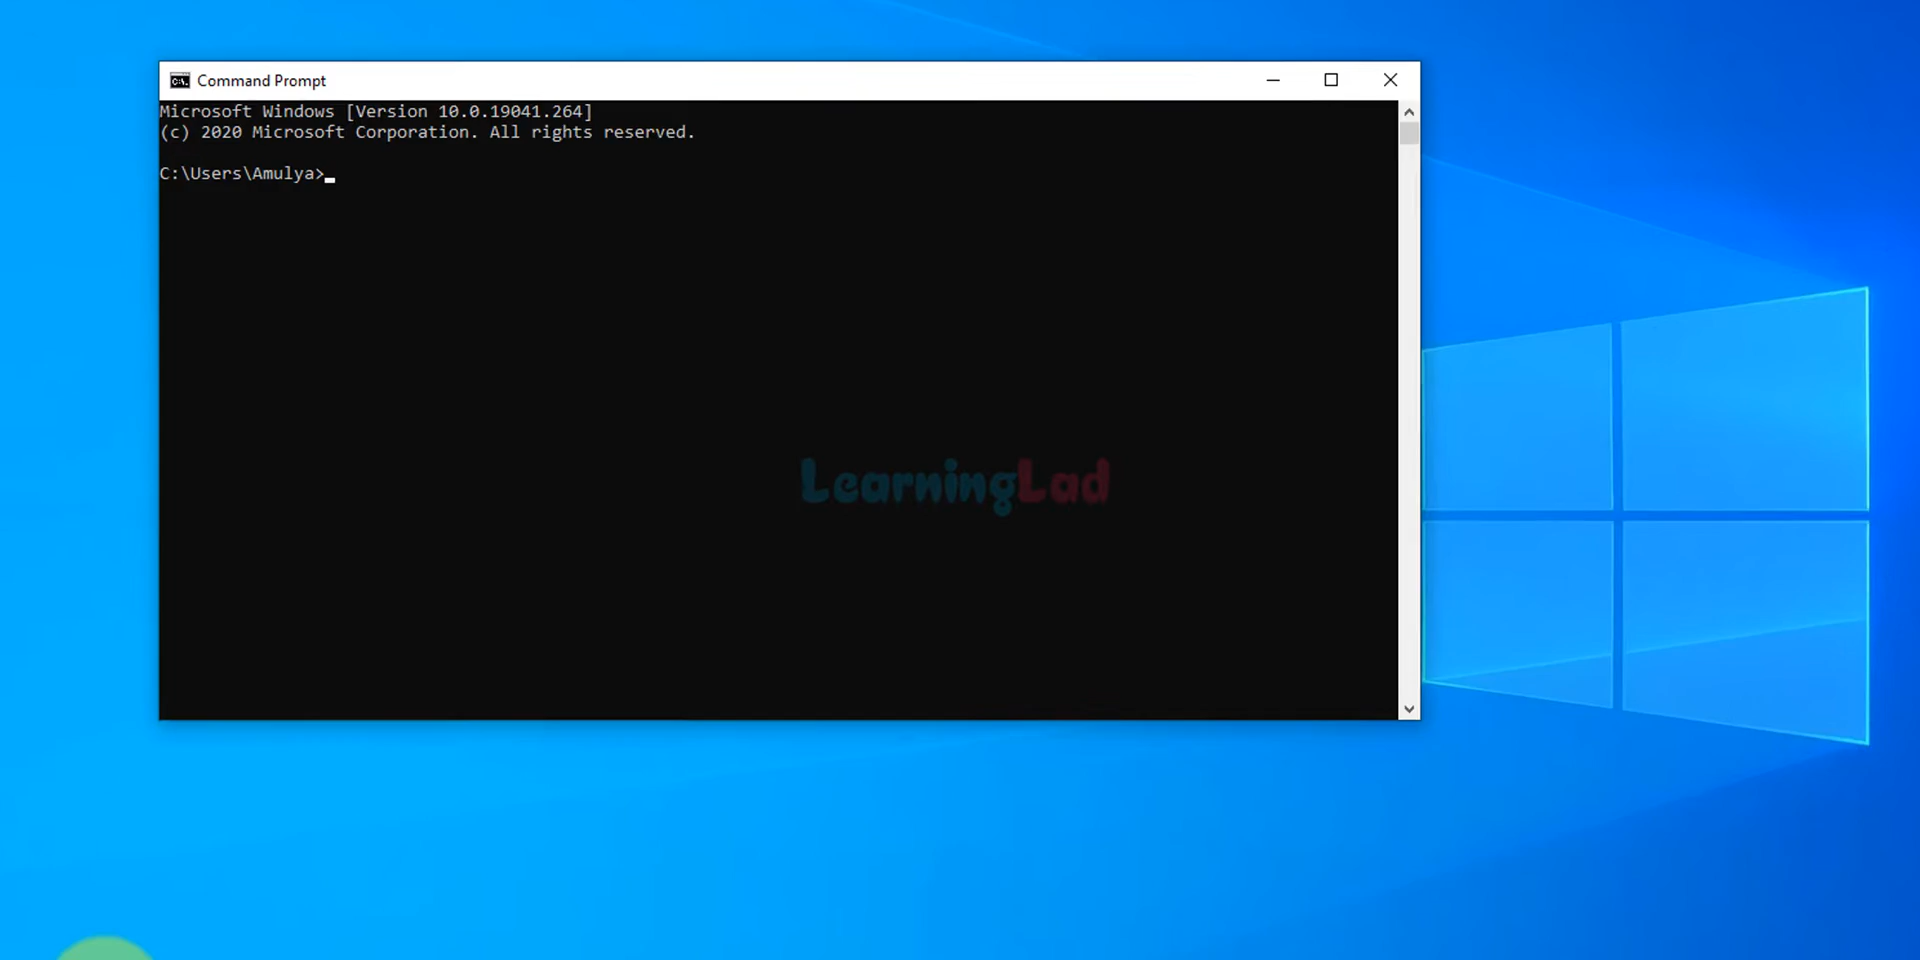 Command Prompt
Microsoft Windows [Version 10.0.19041.264]
(c) 2020 Microsoft Corporation. All rights reserved.
C:\Users\Amulya>
LearningLad